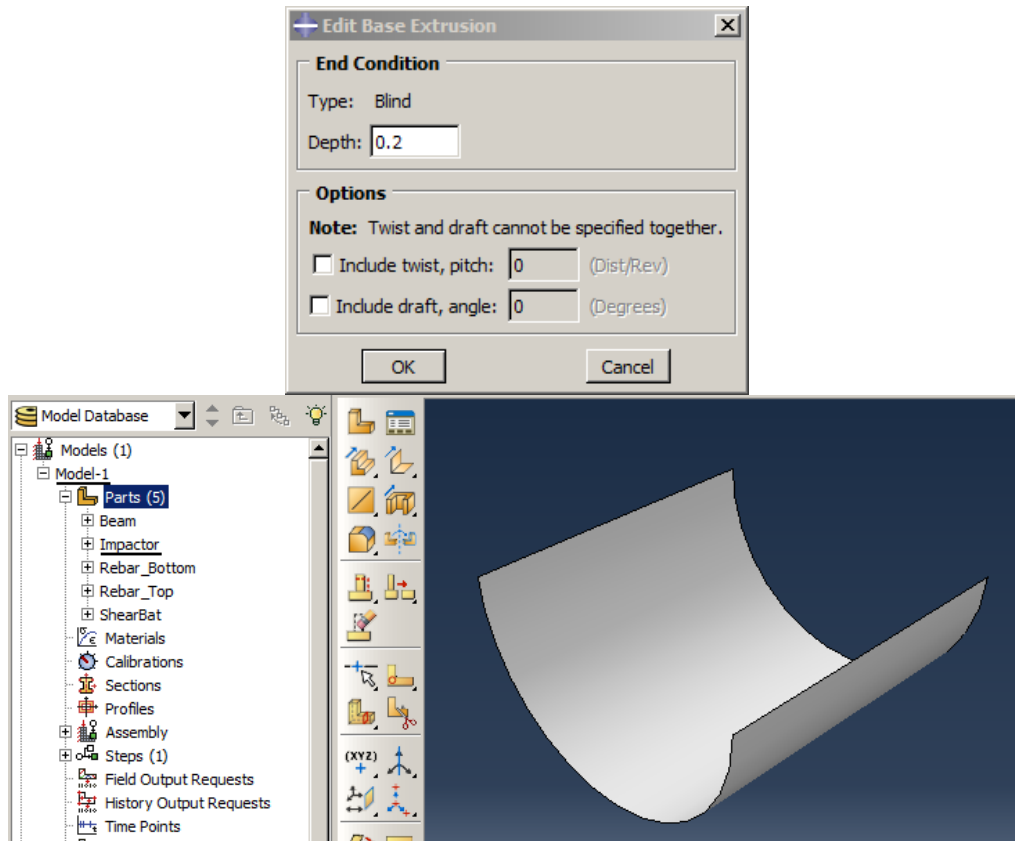 Edit Base Extrusion
End Condition
Type: Blind
Depth: 0.2
Options
Note: Twist and draft cannot be specified together.
Include twist, pitch: 0 (Dist/Rev)
Include draft, angle: 0 (Degrees)
OK Cancel
Model Database
Models (1)
Model-1
Parts (5)
Beam
Impactor
Rebar_Bottom
Rebar_Top
ShearBat
Materials
Calibrations
Sections
Profiles
Assembly
Steps (1)
Field Output Requests
History Output Requests
Time Points
(XYZ)